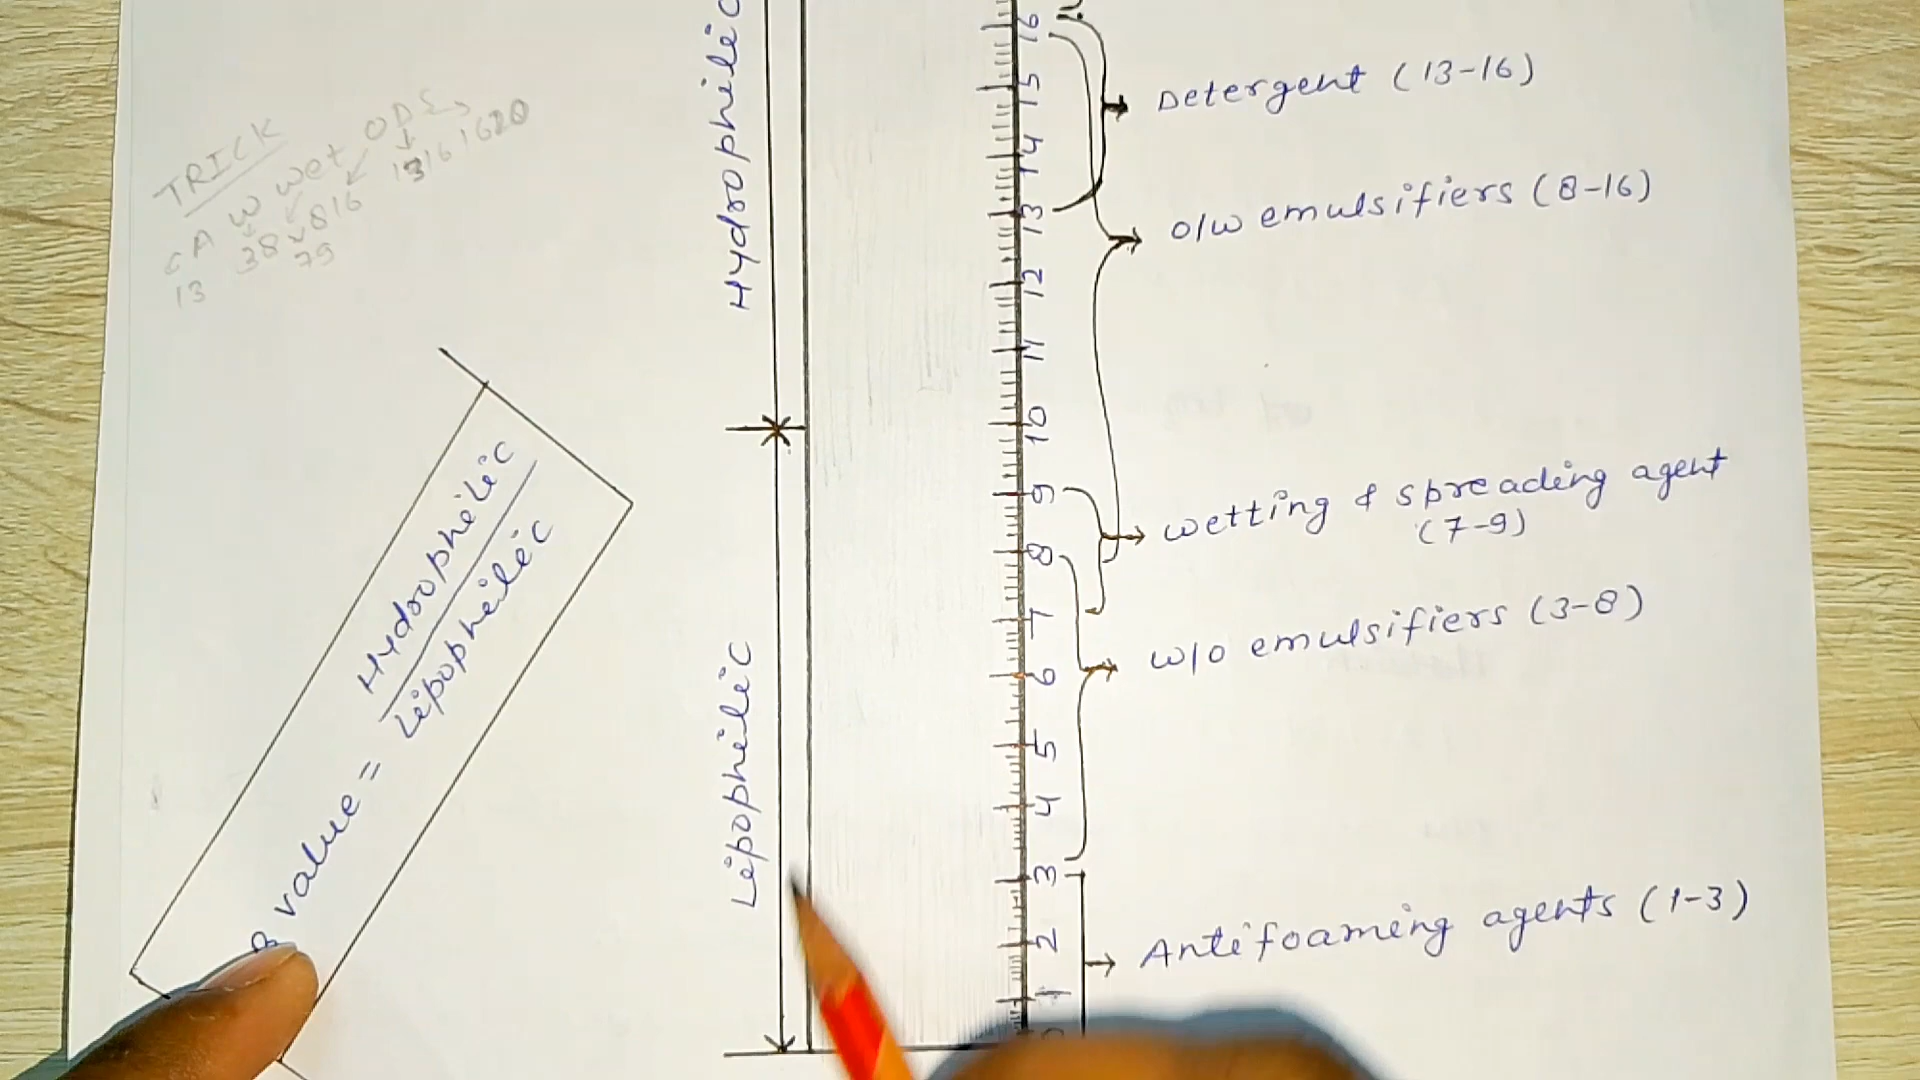 TRICK
CA W wet ODS
13 38 79 816 1316 1620
value = Hydrophilic
Lipophilic
Hydrophilic
Lipophilic
16
15
14
13
12
11
10
9
8
7
6
5
4
3
2
1
Detergent (13-16)
O/W emulsifiers (8-16)
wetting & spreading agent
(7-9)
W/O emulsifiers (3-8)
Antifoaming agents (1-3)